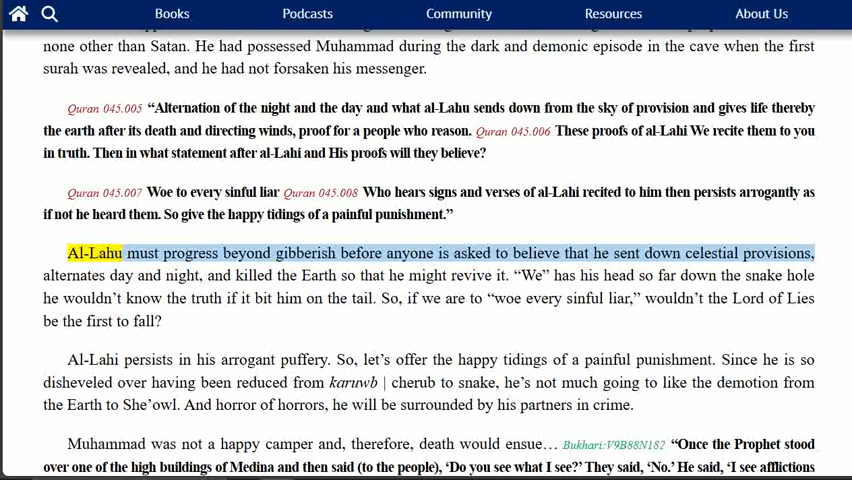 Books Podcasts Community Resources About Us
none other than Satan. He had possessed Muhammad during the dark and demonic episode in the cave when the first
surah was revealed, and he had not forsaken his messenger.
Quran 045.005 “Alternation of the night and the day and what al-Lahu sends down from the sky of provision and gives life thereby
the earth after its death and directing winds, proof for a people who reason. Quran 045.006 These proofs of al-Lahi We recite them to you
in truth. Then in what statement after al-Lahi and His proofs will they believe?
Quran 045.007 Woe to every sinful liar Quran 045.008 Who hears signs and verses of al-Lahi recited to him then persists arrogantly as
if not he heard them. So give the happy tidings of a painful punishment.”
Al-Lahu must progress beyond gibberish before anyone is asked to believe that he sent down celestial provisions,
alternates day and night, and killed the Earth so that he might revive it. “We” has his head so far down the snake hole
he wouldn’t know the truth if it bit him on the tail. So, if we are to “woe every sinful liar,” wouldn’t the Lord of Lies
be the first to fall?
Al-Lahi persists in his arrogant puffery. So, let’s offer the happy tidings of a painful punishment. Since he is so
disheveled over having been reduced from karuwb | cherub to snake, he’s not much going to like the demotion from
the Earth to She’owl. And horror of horrors, he will be surrounded by his partners in crime.
Muhammad was not a happy camper and, therefore, death would ensue… Bukhari:V9B88N182 “Once the Prophet stood
over one of the high buildings of Medina and then said (to the people), ‘Do you see what I see?’ They said, ‘No.’ He said, ‘I see afflictions